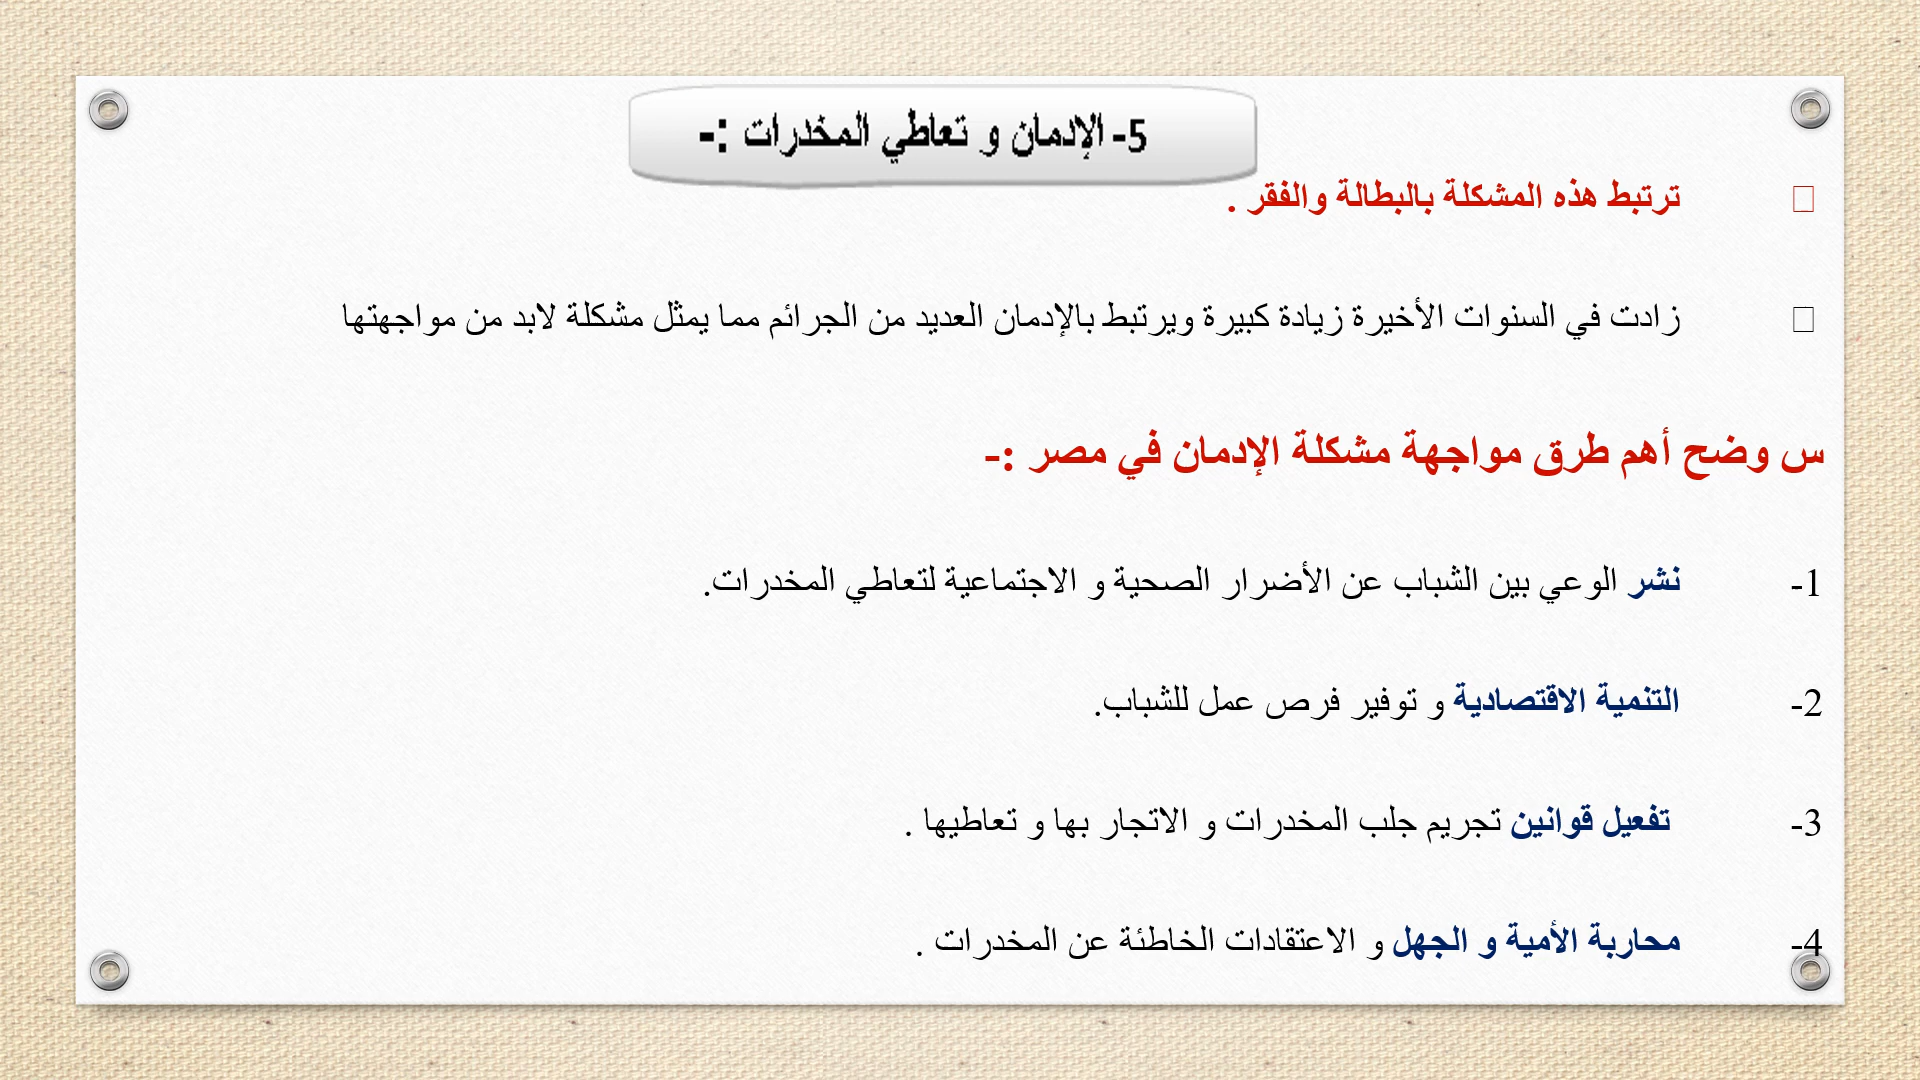 5- الإدمان و تعاطي المخدرات :-
ترتبط هذه المشكلة بالبطالة والفقر .
زادت في السنوات الأخيرة زيادة كبيرة ويرتبط بالإدمان العديد من الجرائم مما يمثل مشكلة لابد من مواجهتها
س وضح أهم طرق مواجهة مشكلة الإدمان في مصر :-
1- نشر الوعي بين الشباب عن الأضرار الصحية و الاجتماعية لتعاطي المخدرات.
2- التنمية الاقتصادية و توفير فرص عمل للشباب.
3- تفعيل قوانين تجريم جلب المخدرات و الاتجار بها و تعاطيها .
4- محاربة الأمية و الجهل و الاعتقادات الخاطئة عن المخدرات .